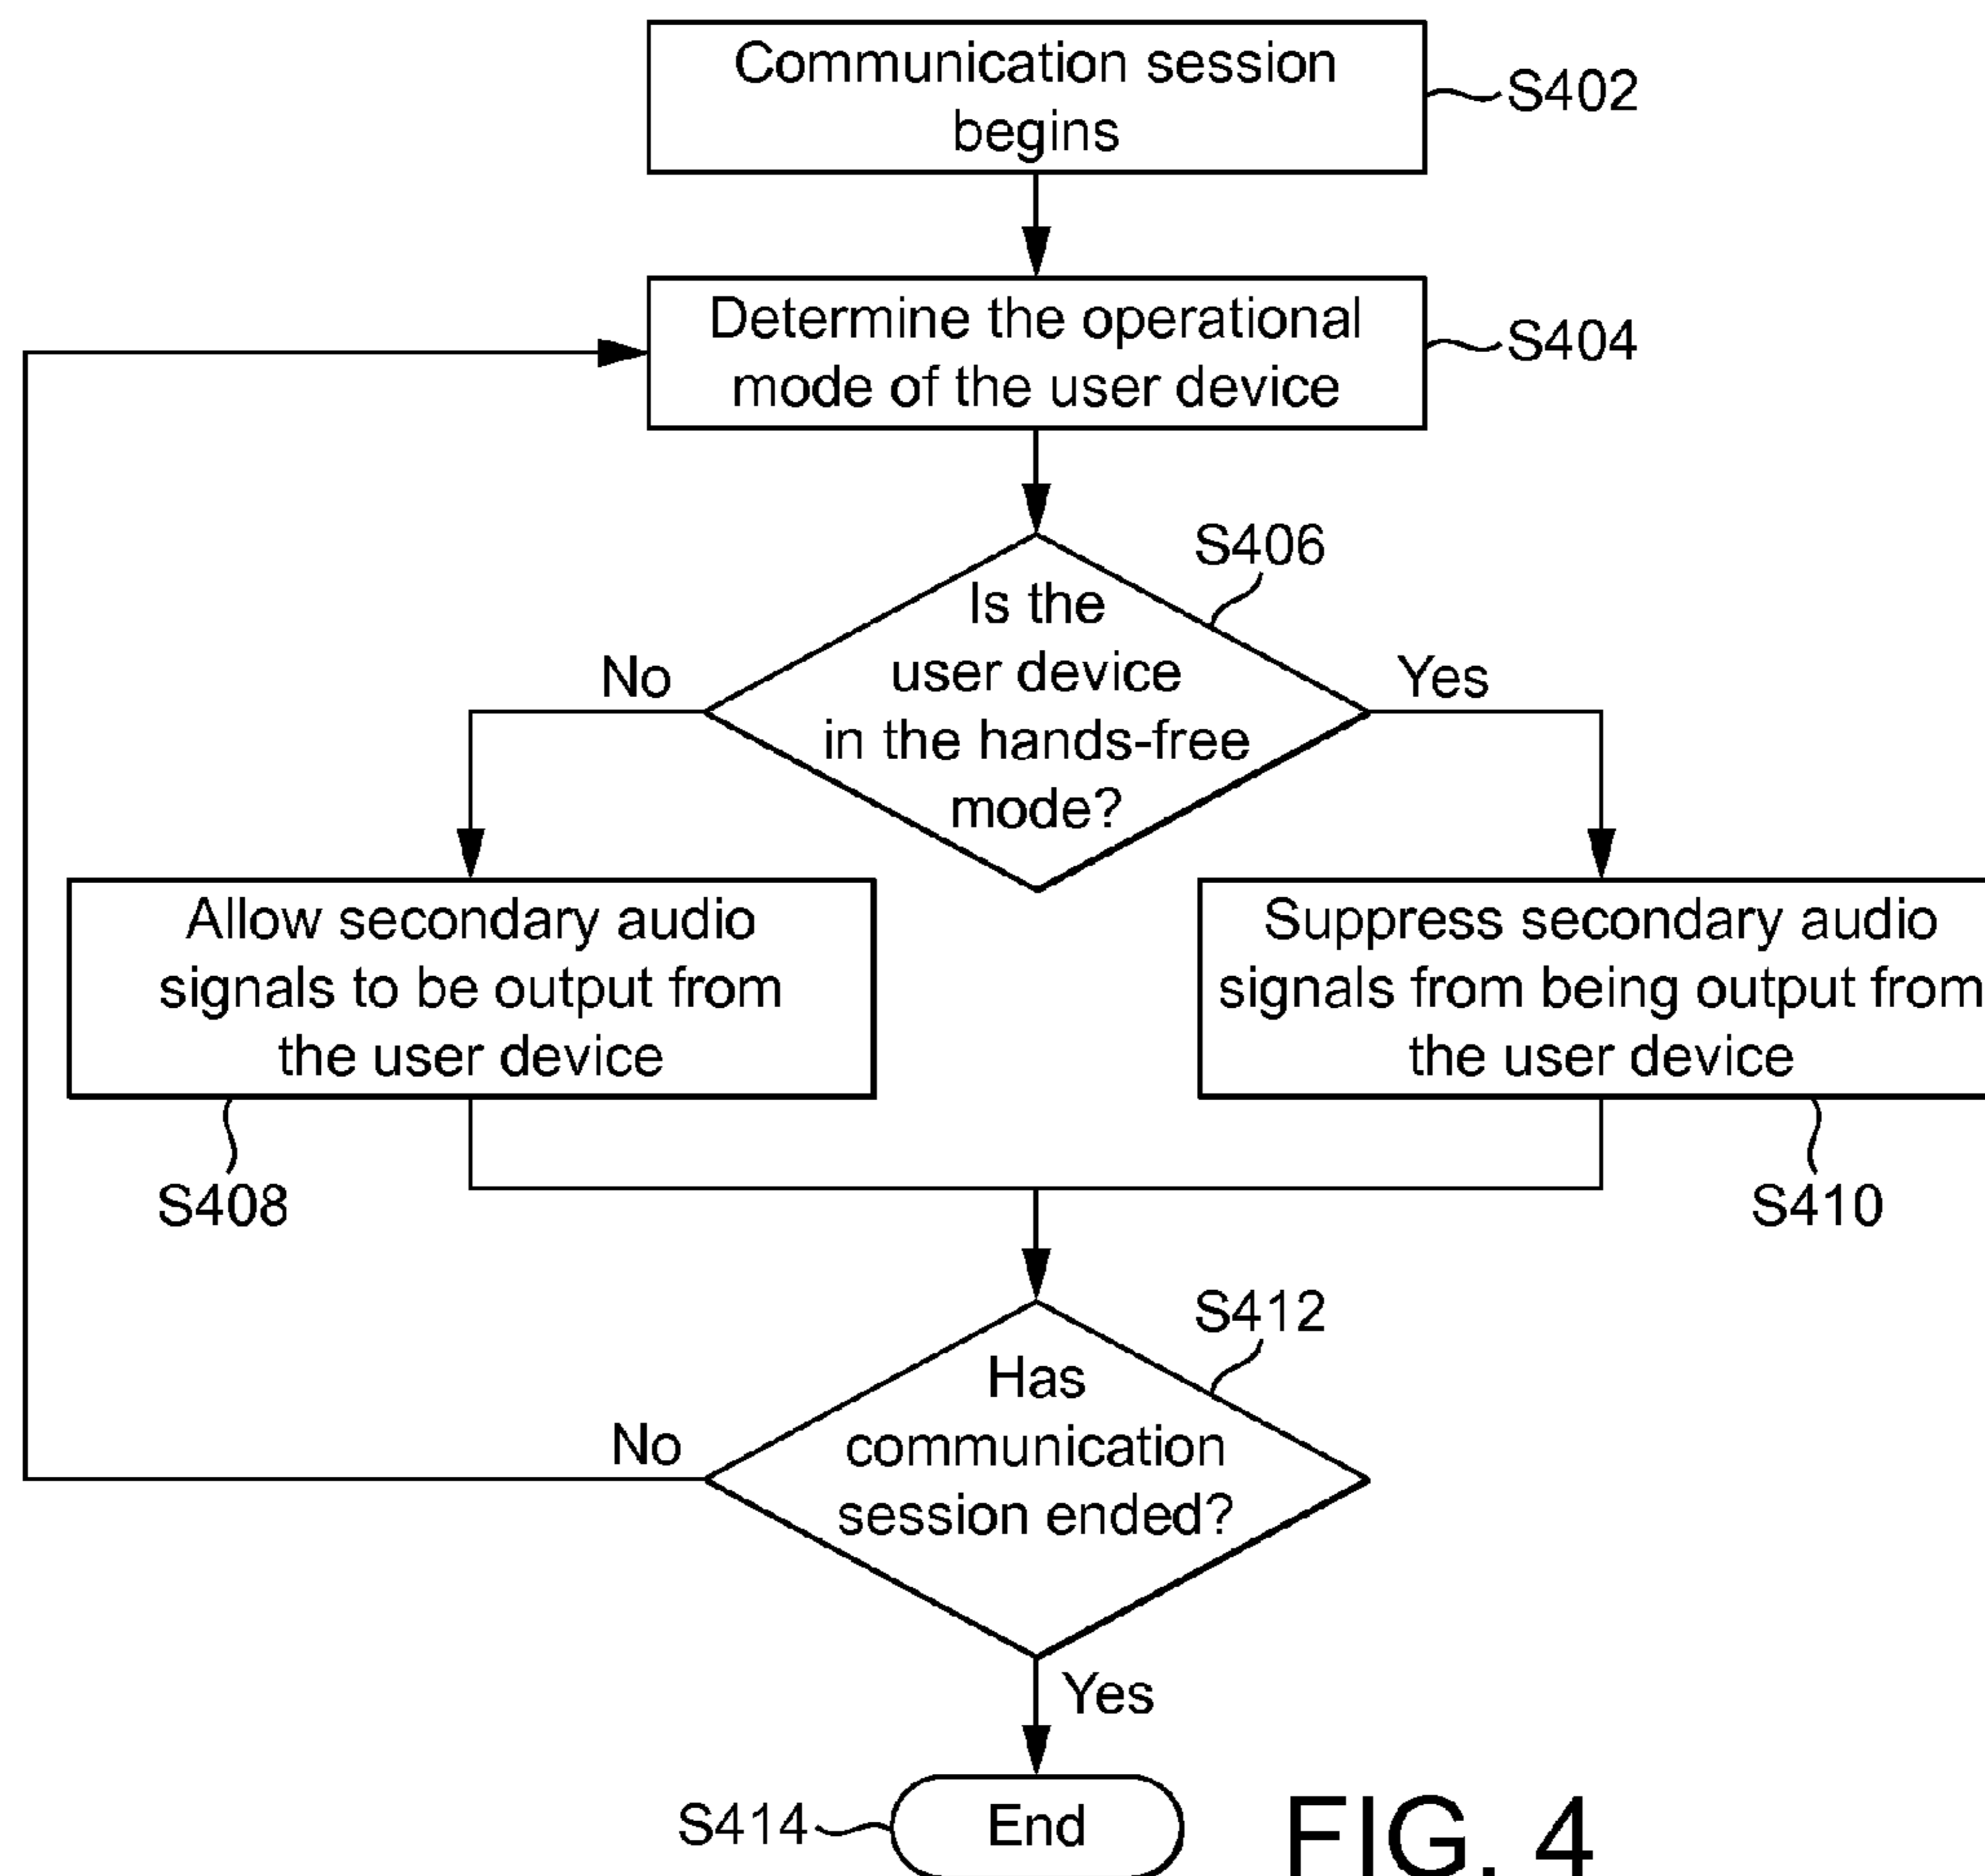 Communication session
begins
S402
Determine the operational
mode of the user device
S404
S406
Is the
user device
in the hands-free
mode?
No
Yes
Allow secondary audio
signals to be output from
the user device
Suppress secondary audio
signals from being output from
the user device
S408
S410
S412
Has
communication
session ended?
No
Yes
S414
End
FIG. 4